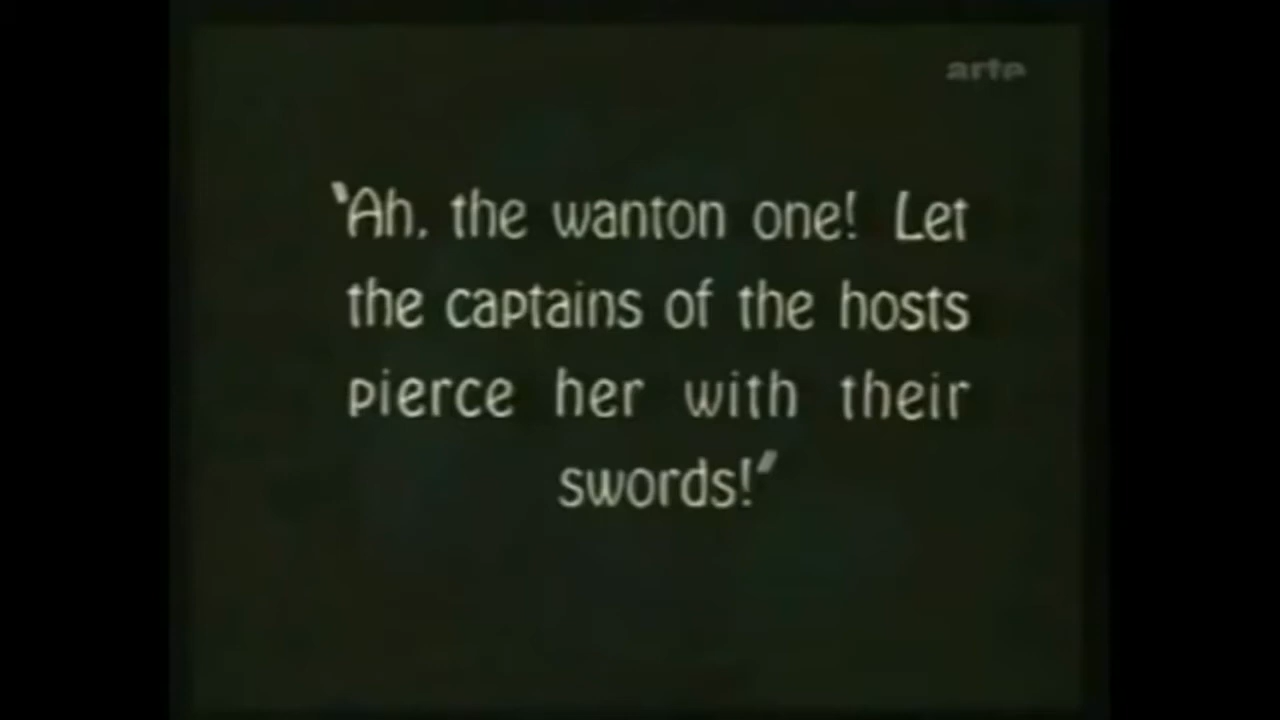 arte
"Ah, the wanton one! Let
the captains of the hosts
pierce her with their
swords!"